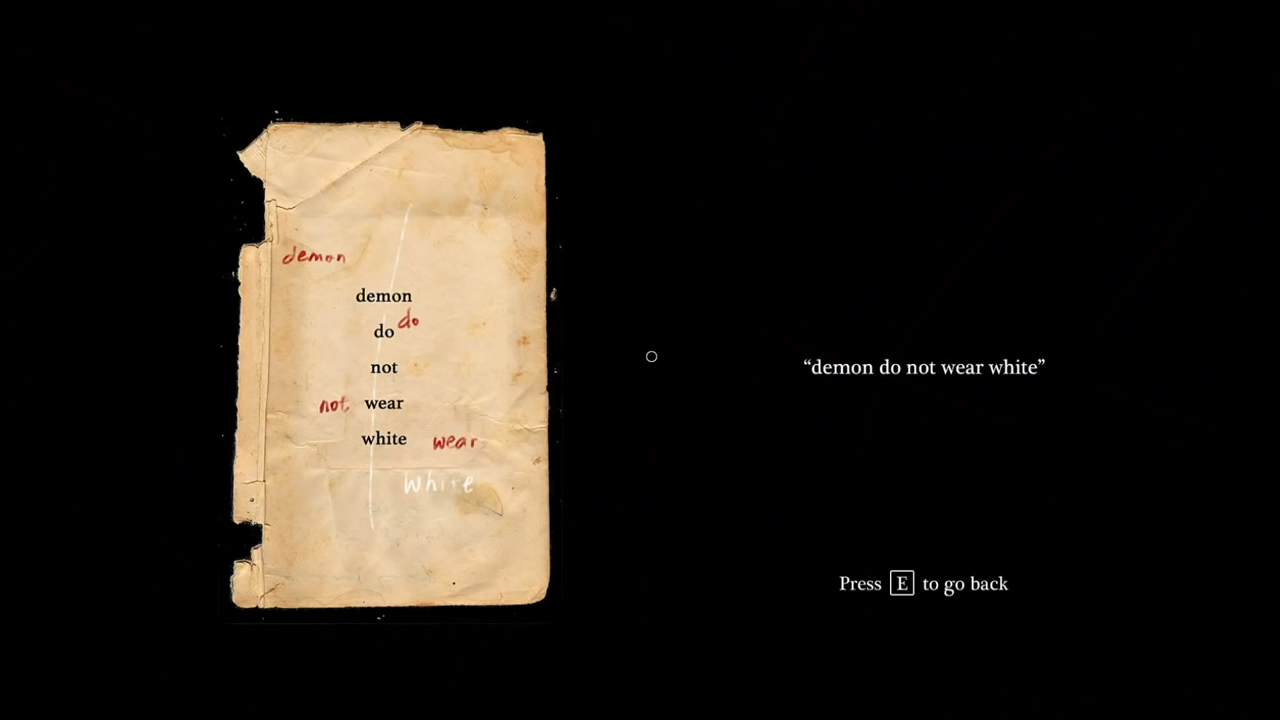 demon
demon
do do
not
not wear
white wear
white
“demon do not wear white”
Press E to go back